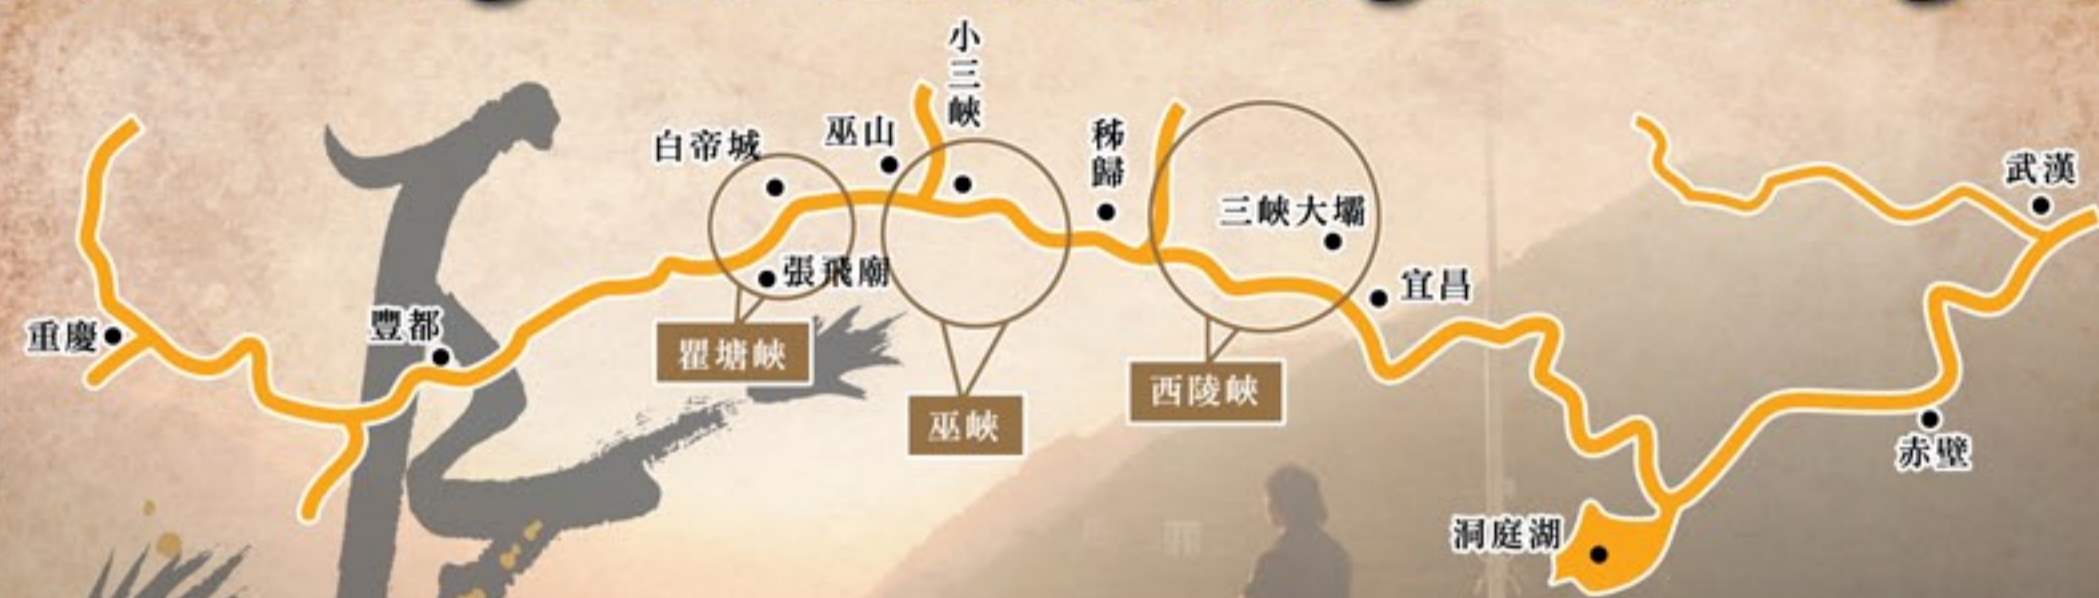 小三峽
巫山
白帝城
秭歸
三峽大壩
武漢
張飛廟
宜昌
重慶
豐都
瞿塘峽
巫峽
西陵峽
赤壁
洞庭湖